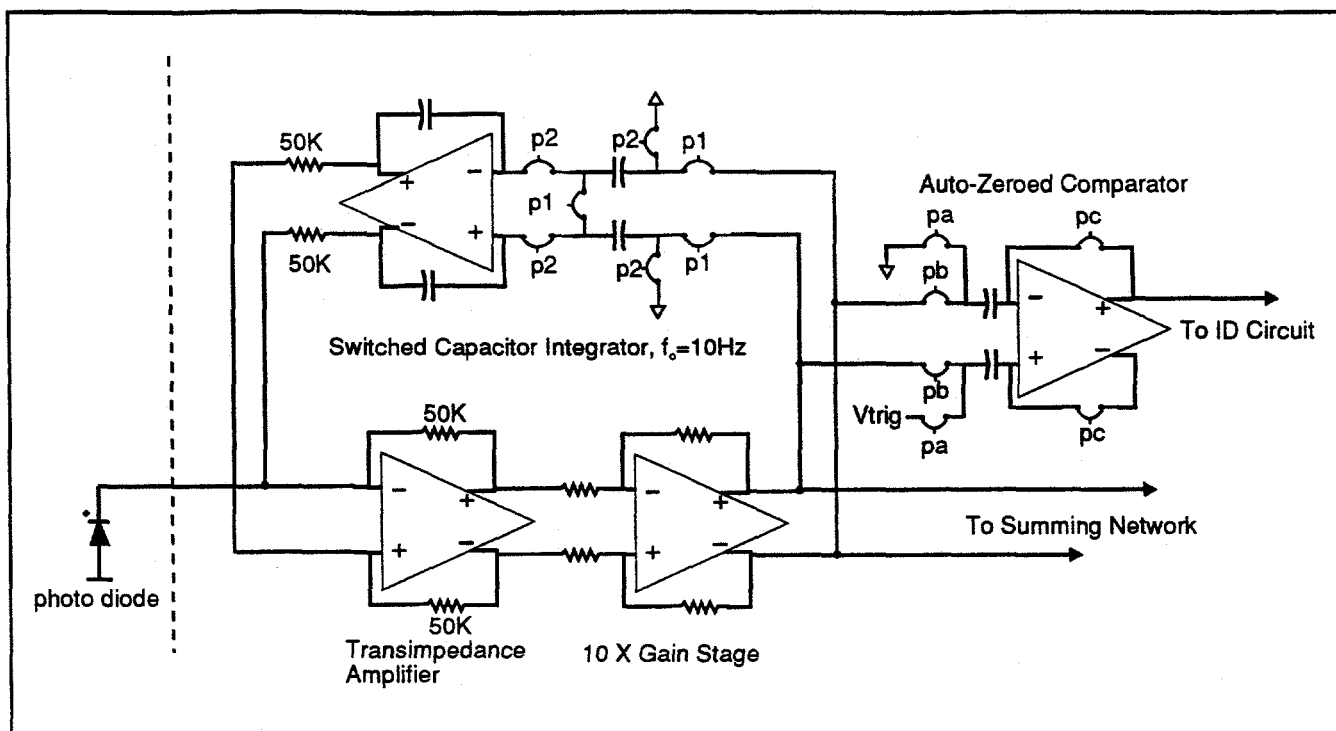 50K
50K
p2
p2
p1
p1
p2
p2
p1
+
-
-
+
Switched Capacitor Integrator, fo=10Hz
Auto-Zeroed Comparator
pa
pc
pb
-
+
+
-
To ID Circuit
pb
Vtrig
pa
pc
50K
-
+
+
-
-
+
+
-
To Summing Network
photo diode
50K
Transimpedance
Amplifier
10 X Gain Stage